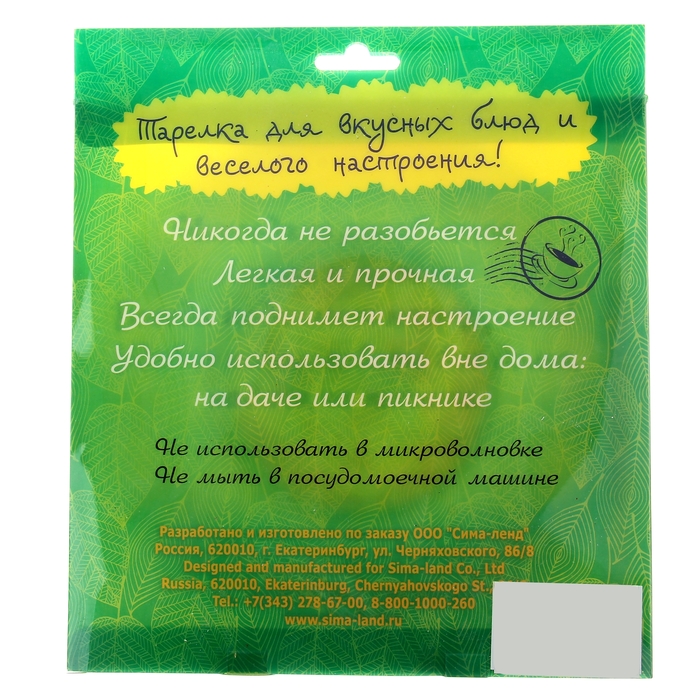 Тарелка для вкусных блюд и
веселого настроения!
Никогда не разобьется
Легкая и прочная
Всегда поднимет настроение
Удобно использовать вне дома:
на даче или пикнике
Не использовать в микроволновке
Не мыть в посудомоечной машине
Разработано и изготовлено по заказу ООО "Сима-ленд"
Россия, 620010, г. Екатеринбург, ул. Черняховского, 86/8
Designed and manufactured for Sima-land Co., Ltd
Russia, 620010, Ekaterinburg, Chernyahovskogo St.,
Tel.: +7(343) 278-67-00, 8-800-1000-260
www.sima-land.ru